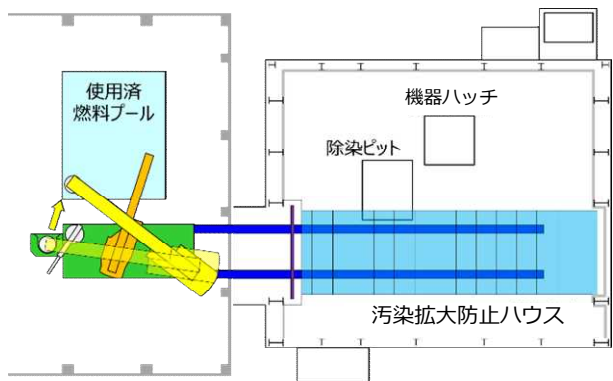 使用済
燃料プール
機器ハッチ
除染ピット
汚染拡大防止ハウス